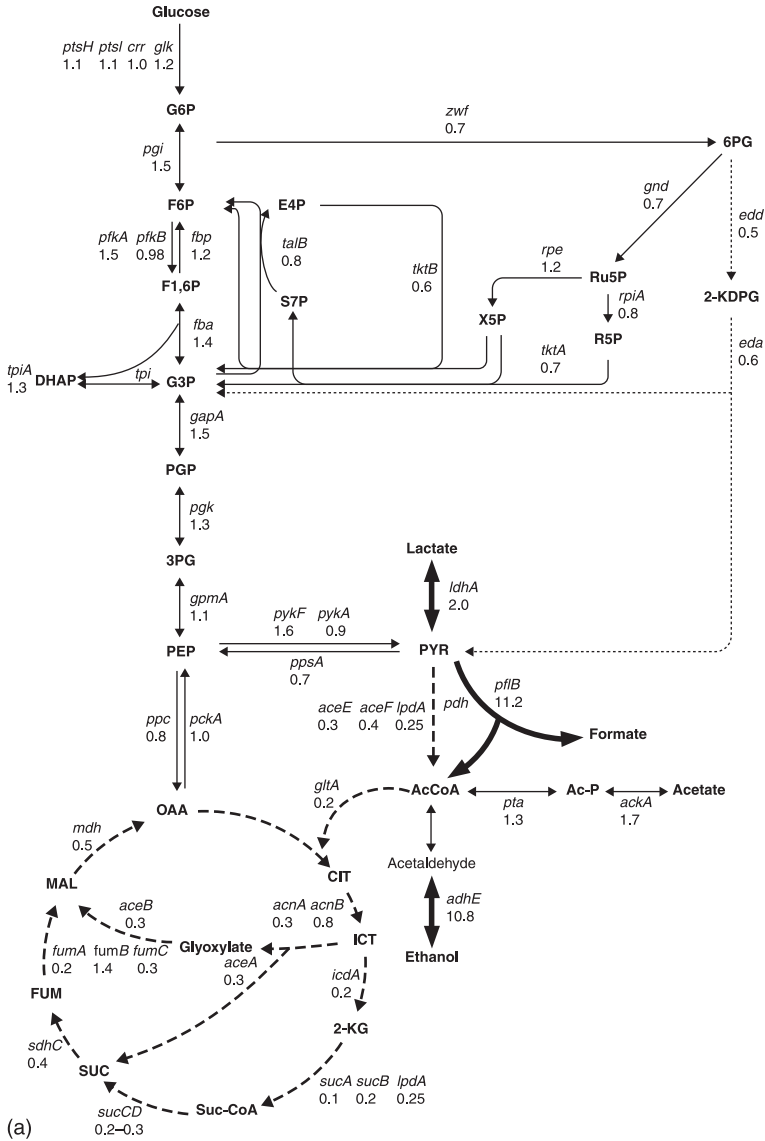 Glucose
ptsH ptsI crr glk
1.1 1.1 1.0 1.2
G6P
zwf
0.7
6PG
pgi
1.5
gnd
0.7
edd
0.5
F6P
E4P
pfkA pfkB fbp
1.5 0.98 1.2
talB
0.8
tktB
0.6
rpe
1.2
Ru5P
2-KDPG
F1,6P
S7P
X5P
rpiA
0.8
R5P
fba
1.4
tktA
0.7
eda
0.6
tpiA
1.3
DHAP
tpi
G3P
gapA
1.5
PGP
pgk
1.3
3PG
Lactate
ldhA
2.0
gpmA
1.1
pykF pykA
1.6 0.9
PEP
PYR
ppsA
0.7
pflB
11.2
aceE aceF lpdA
0.3 0.4 0.25
pdh
Formate
ppc pckA
0.8 1.0
gltA
0.2
AcCoA
pta
1.3
Ac-P
ackA
1.7
Acetate
OAA
mdh
0.5
Acetaldehyde
CIT
MAL
aceB
0.3
acnA acnB
0.3 0.8
adhE
10.8
ICT
Glyoxylate
fumA fumB fumC
0.2 1.4 0.3
aceA
0.3
Ethanol
icdA
0.2
FUM
2-KG
sdhC
0.4
SUC
sucA sucB lpdA
0.1 0.2 0.25
Suc-CoA
sucCD
0.2–0.3
(a)